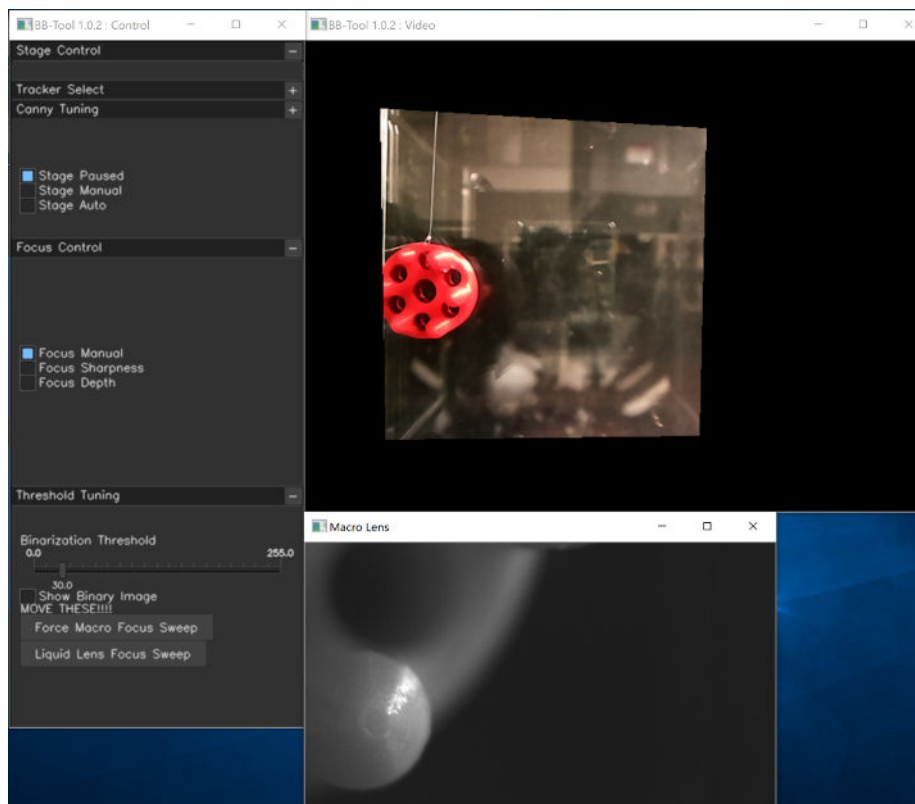 BB-Tool 1.0.2 : Control
Stage Control
Tracker Select
Canny Tuning
Stage Paused
Stage Manual
Stage Auto
Focus Control
Focus Manual
Focus Sharpness
Focus Depth
Threshold Tuning
Binarization Threshold
0.0 255.0
30.0
Show Binary Image
MOVE THESE!!!!
Force Macro Focus Sweep
Liquid Lens Focus Sweep
BB-Tool 1.0.2 : Video
Macro Lens